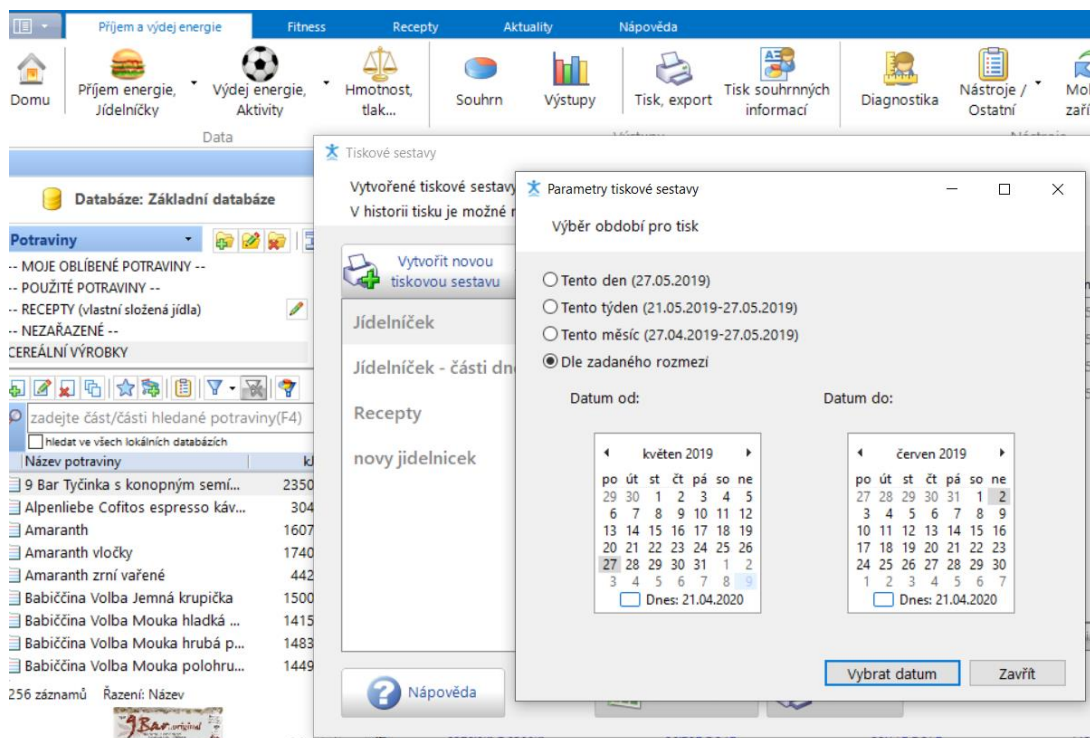 Příjem a výdej energie Fitness Recepty Aktuality Nápověda
Domu
Příjem energie,
Jídelníčky
Výdej energie,
Aktivity
Hmotnost,
tlak...
Souhrn
Výstupy
Tisk, export
Tisk souhrnných
informací
Diagnostika
Nástroje /
Ostatní
Data
Databáze: Základní databáze
Potraviny
-- MOJE OBLÍBENÉ POTRAVINY --
-- POUŽITÉ POTRAVINY --
-- RECEPTY (vlastní složená jídla)
-- NEZAŘAZENÉ --
CEREÁLNÍ VÝROBKY
zadejte část/části hledané potraviny(F4)
hledat ve všech lokálních databázích
Název potraviny kJ
9 Bar Tyčinka s konopným semí... 2350
Alpenliebe Cofitos espresso káv... 304
Amaranth 1607
Amaranth vločky 1740
Amaranth zrní vařené 442
Babiččina Volba Jemná krupička 1500
Babiččina Volba Mouka hladká ... 1415
Babiččina Volba Mouka hrubá p... 1483
Babiččina Volba Mouka polohru... 1449
256 záznamů Řazení: Název
9Bar original
Tiskové sestavy
Vytvořené tiskové sestavy
V historii tisku je možné
Vytvořit novou
tiskovou sestavu
Jídelníček
Jídelníček - části dn
Recepty
novy jidelnicek
Nápověda
Parametry tiskové sestavy
Výběr období pro tisk
Tento den (27.05.2019)
Tento týden (21.05.2019-27.05.2019)
Tento měsíc (27.04.2019-27.05.2019)
Dle zadaného rozmezí
Datum od: Datum do:
květen 2019
po út st čt pá so ne
29 30 1 2 3 4 5
6 7 8 9 10 11 12
13 14 15 16 17 18 19
20 21 22 23 24 25 26
27 28 29 30 31 1 2
3 4 5 6 7 8 9
Dnes: 21.04.2020
červen 2019
po út st čt pá so ne
27 28 29 30 31 1 2
3 4 5 6 7 8 9
10 11 12 13 14 15 16
17 18 19 20 21 22 23
24 25 26 27 28 29 30
1 2 3 4 5 6 7
Dnes: 21.04.2020
Vybrat datum Zavřít